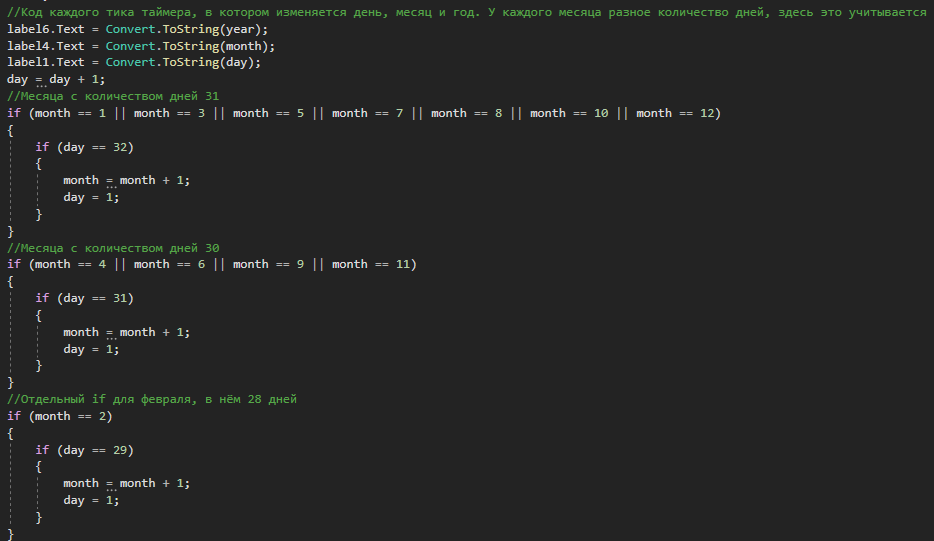 //Код каждого тика таймера, в котором изменяется день, месяц и год. У каждого месяца разное количество дней, здесь это учитывается
label6.Text = Convert.ToString(year);
label4.Text = Convert.ToString(month);
label1.Text = Convert.ToString(day);
day = day + 1;
//Месяца с количеством дней 31
if (month == 1 || month == 3 || month == 5 || month == 7 || month == 8 || month == 10 || month == 12)
{
if (day == 32)
{
month = month + 1;
day = 1;
}
}
//Месяца с количеством дней 30
if (month == 4 || month == 6 || month == 9 || month == 11)
{
if (day == 31)
{
month = month + 1;
day = 1;
}
}
//Отдельный if для февраля, в нём 28 дней
if (month == 2)
{
if (day == 29)
{
month = month + 1;
day = 1;
}
}